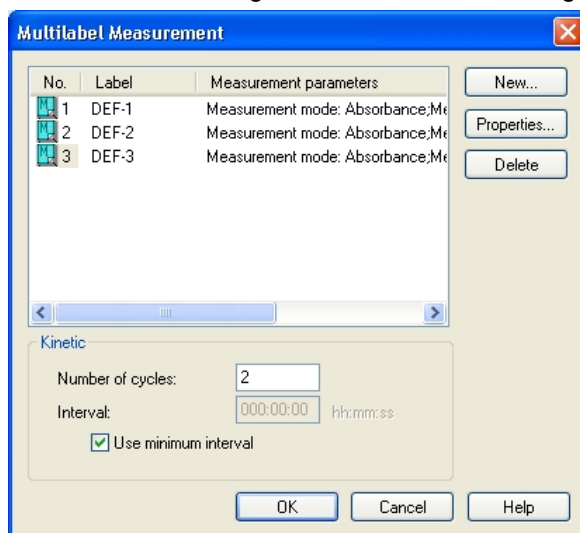 Multilabel Measurement
No. Label Measurement parameters
1 DEF-1 Measurement mode: Absorbance;Me
2 DEF-2 Measurement mode: Absorbance;Me
3 DEF-3 Measurement mode: Absorbance;Me
New...
Properties...
Delete
Kinetic
Number of cycles: 2
Interval: 000:00:00 hh:mm:ss
Use minimum interval
OK Cancel Help